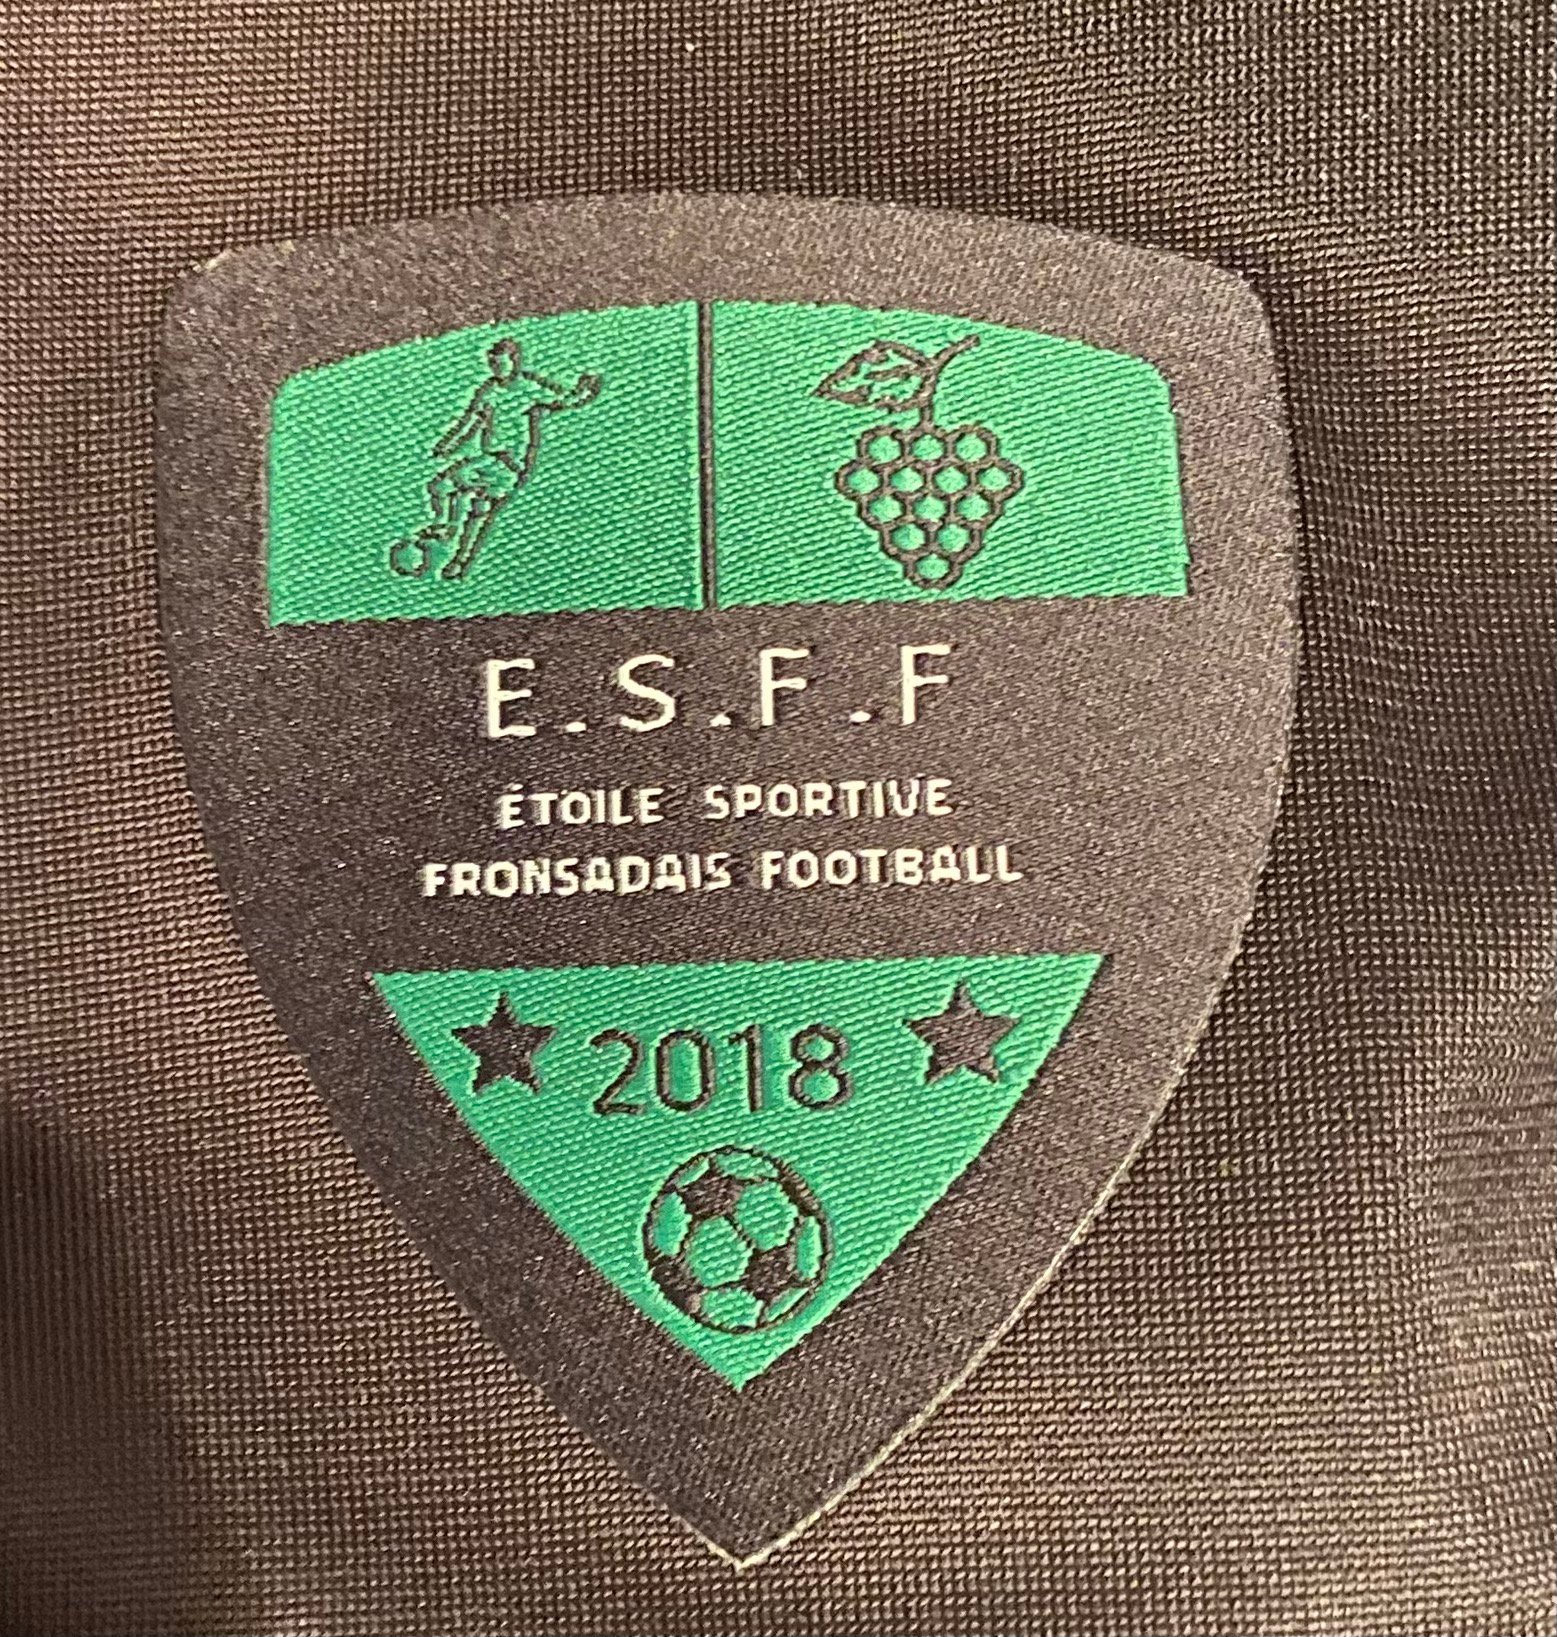 E.S.F.F
ÉTOILE SPORTIVE
FRONSADAIS FOOTBALL
2018